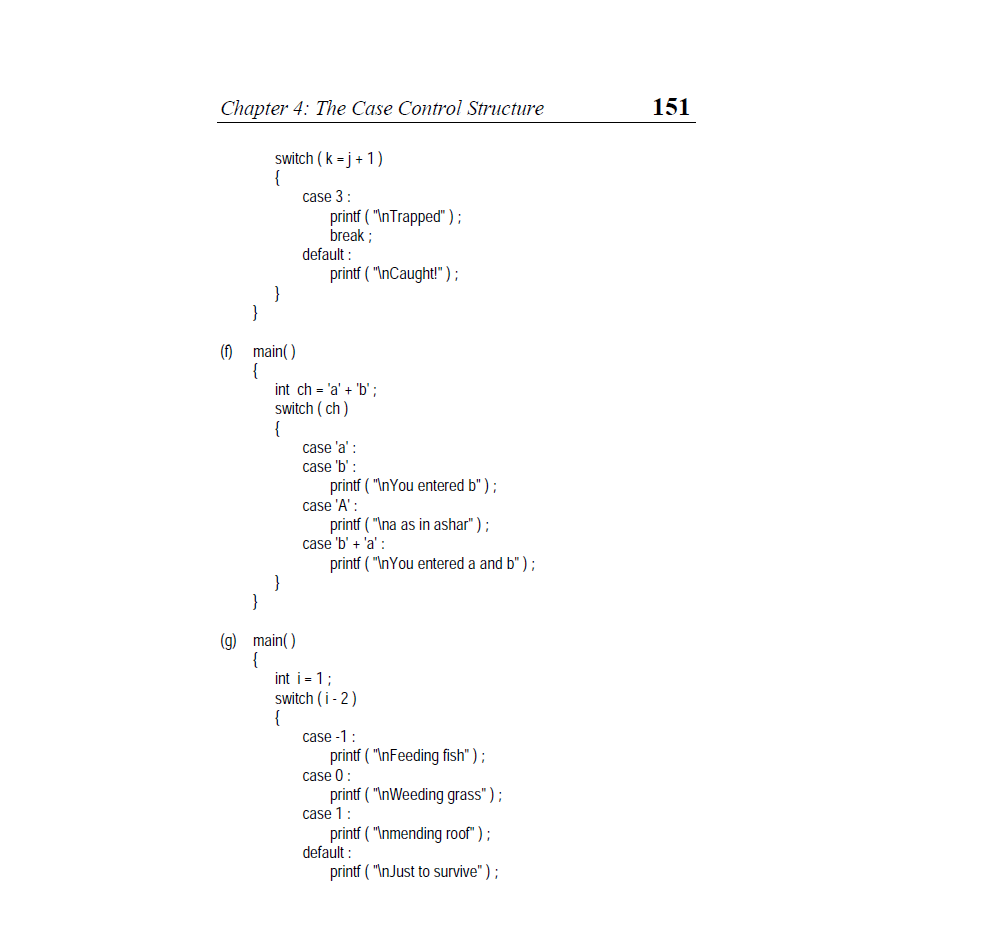 Chapter 4: The Case Control Structure 151
switch ( k = j + 1 )
{
case 3 :
printf ( "\nTrapped" ) ;
break ;
default :
printf ( "\nCaught!" ) ;
}
}
(f) main( )
{
int ch = 'a' + 'b' ;
switch ( ch )
{
case 'a' :
case 'b' :
printf ( "\nYou entered b" ) ;
case 'A' :
printf ( "\na as in ashar" ) ;
case 'b' + 'a' :
printf ( "\nYou entered a and b" ) ;
}
}
(g) main( )
{
int i = 1 ;
switch ( i - 2 )
{
case -1 :
printf ( "\nFeeding fish" ) ;
case 0 :
printf ( "\nWeeding grass" ) ;
case 1 :
printf ( "\nmending roof" ) ;
default :
printf ( "\nJust to survive" ) ;